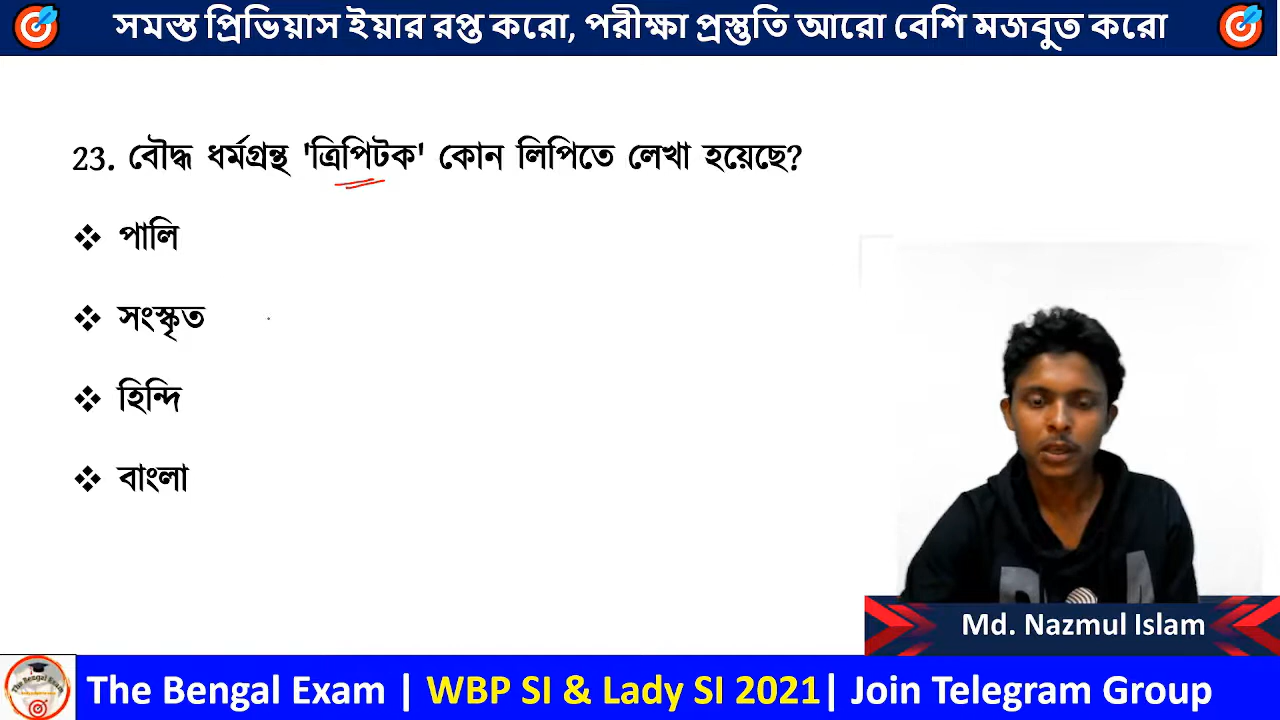 সমস্ত প্রিভিয়াস ইয়ার রপ্ত করো, পরীক্ষা প্রস্তুতি আরো বেশি মজবুত করো
23. বৌদ্ধ ধর্মগ্রন্থ 'ত্রিপিটক' কোন লিপিতে লেখা হয়েছে?
❖ পালি
❖ সংস্কৃত
❖ হিন্দি
❖ বাংলা
Md. Nazmul Islam
The Bengal Exam | WBP SI & Lady SI 2021| Join Telegram Group